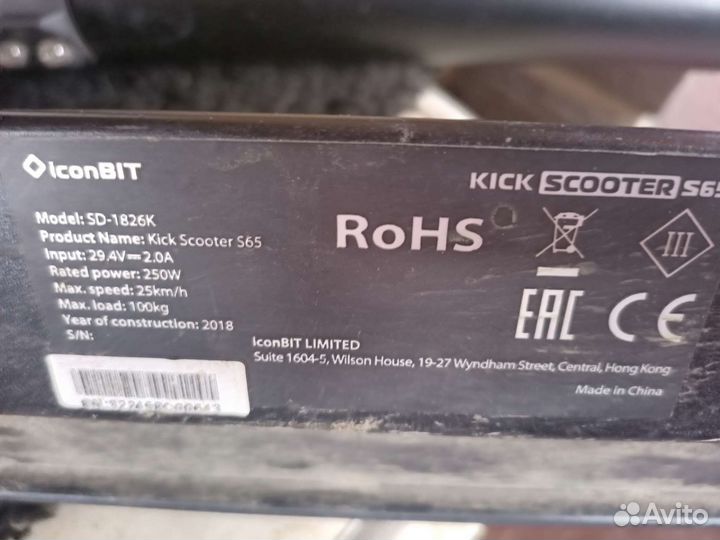 iconBIT
KICK SCOOTER S65
Model: SD-1826K
Product Name: Kick Scooter S65
Input: 29.4V⎓2.0A
Rated power: 250W
Max. speed: 25km/h
Max. load: 100kg
Year of construction: 2018
S/N:
RoHS
III
EAC CE
iconBIT LIMITED
Suite 1604-5, Wilson House, 19-27 Wyndham Street, Central, Hong Kong
Made in China
Avito